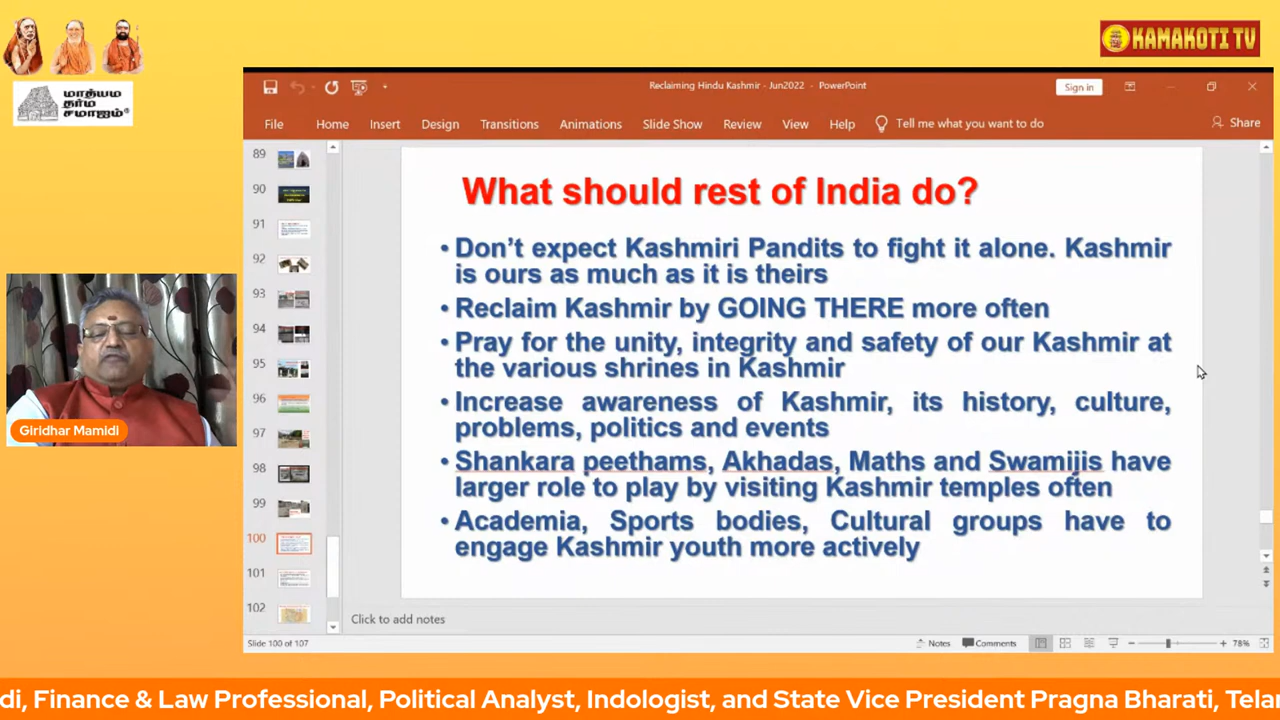 KAMAKOTI TV
மாத்யம
தர்ம
சமாஜம்®
Reclaiming Hindu Kashmir - Jun2022 - PowerPoint
Sign in
File Home Insert Design Transitions Animations Slide Show Review View Help Tell me what you want to do Share
89
90
91
92
93
94
95
96
97
98
99
100
101
102
What should rest of India do?
• Don't expect Kashmiri Pandits to fight it alone. Kashmir
is ours as much as it is theirs
• Reclaim Kashmir by GOING THERE more often
• Pray for the unity, integrity and safety of our Kashmir at
the various shrines in Kashmir
• Increase awareness of Kashmir, its history, culture,
problems, politics and events
• Shankara peethams, Akhadas, Maths and Swamijis have
larger role to play by visiting Kashmir temples often
• Academia, Sports bodies, Cultural groups have to
engage Kashmir youth more actively
Giridhar Mamidi
Click to add notes
Slide 100 of 107
Notes Comments 78%
di, Finance & Law Professional, Political Analyst, Indologist, and State Vice President Pragna Bharati, Telan